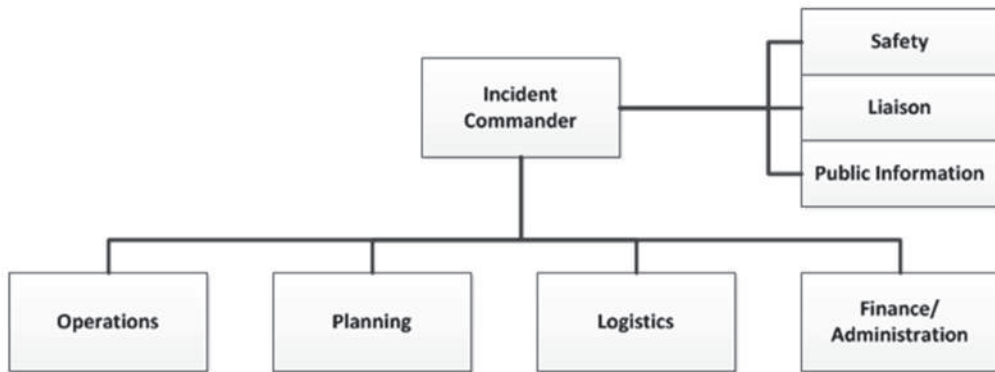 Safety
Incident
Commander
Liaison
Public Information
Operations
Planning
Logistics
Finance/
Administration